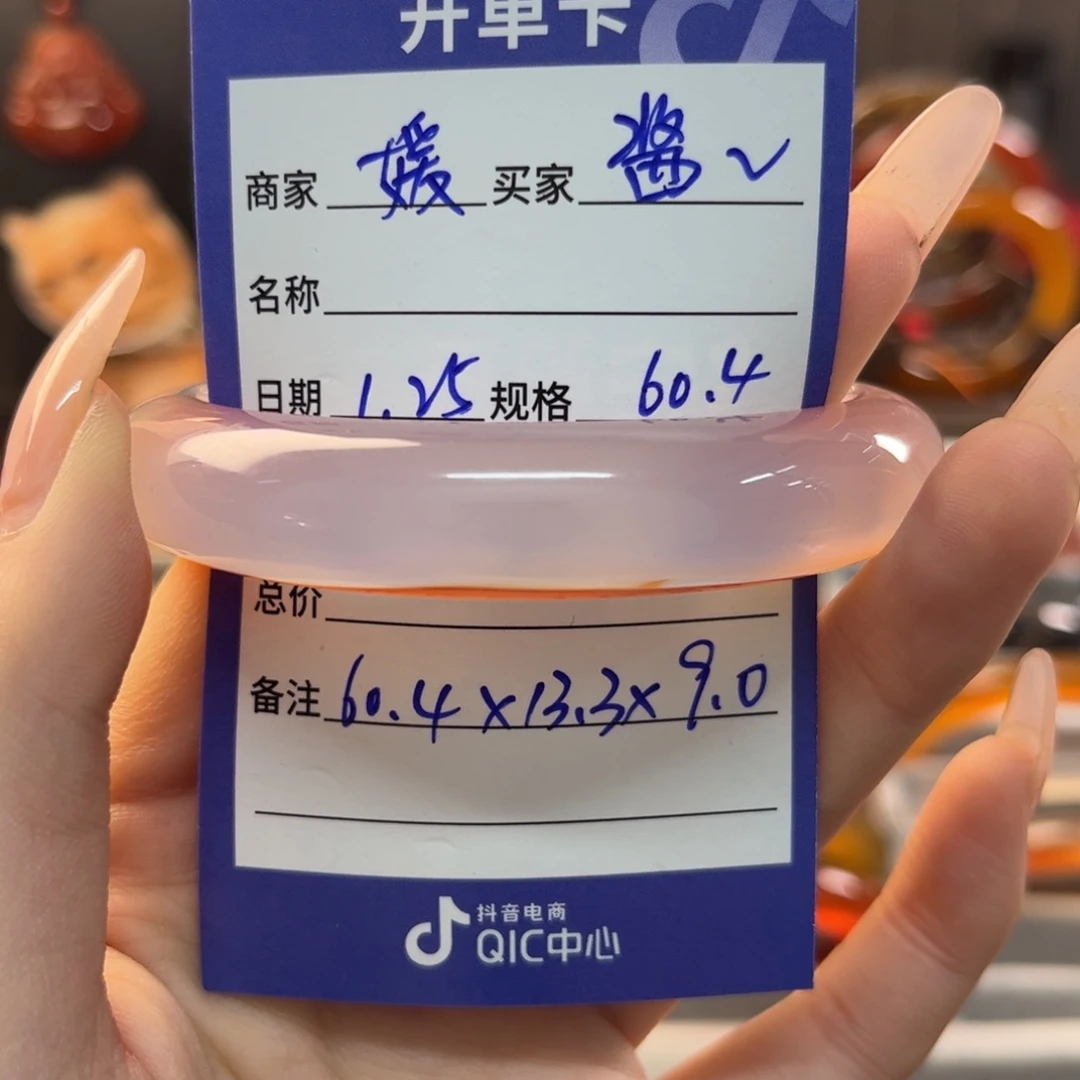 开单卡
商家 媛 买家 酱 ✓
名称
日期 1.25 规格 60.4
总价
备注 60.4×13.3×9.0
抖音电商
QIC中心